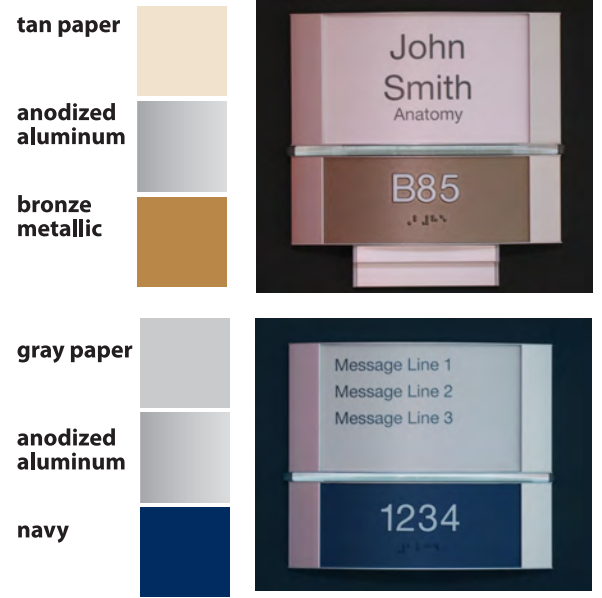 tan paper
anodized
aluminum
bronze
metallic
John
Smith
Anatomy
B85
gray paper
anodized
aluminum
navy
Message Line 1
Message Line 2
Message Line 3
1234